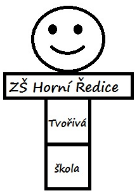 ZŠ Horní Ředice
Tvořivá
škola